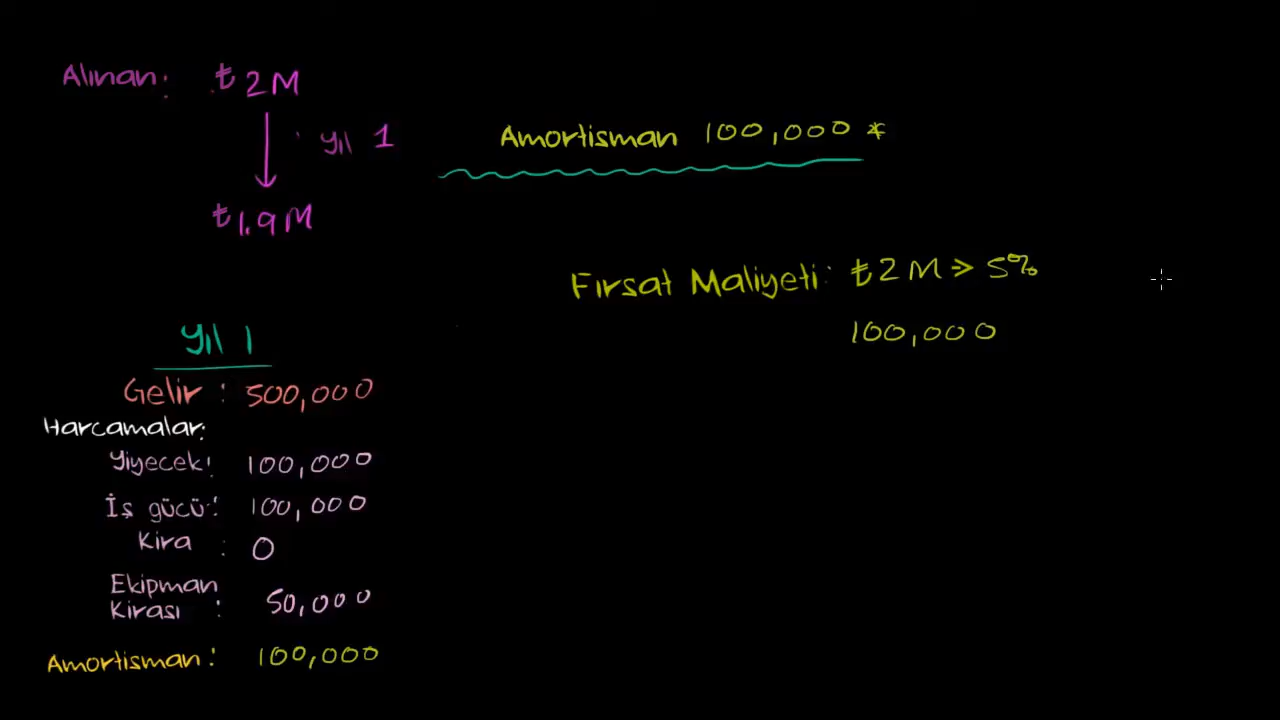 Alınan: ₺2M
yıl 1
₺1.9M
Amortisman 100,000 *
Fırsat Maliyeti: ₺2M => 5%
100,000
Yıl 1
Gelir: 500,000
Harcamalar:
Yiyecek: 100,000
İş gücü: 100,000
Kira: 0
Ekipman
Kirası: 50,000
Amortisman: 100,000